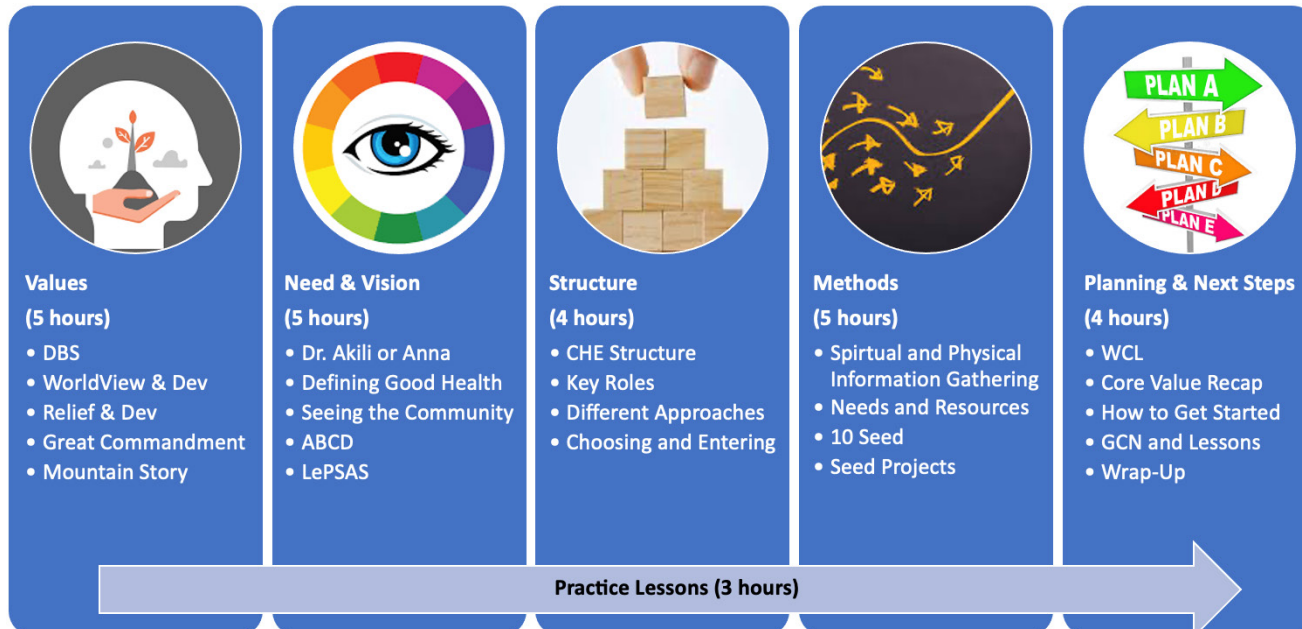 PLAN A
PLAN B
PLAN C
PLAN D
PLAN E
Values
(5 hours)
• DBS
• WorldView & Dev
• Relief & Dev
• Great Commandment
• Mountain Story
Need & Vision
(5 hours)
• Dr. Akili or Anna
• Defining Good Health
• Seeing the Community
• ABCD
• LePSAS
Structure
(4 hours)
• CHE Structure
• Key Roles
• Different Approaches
• Choosing and Entering
Methods
(5 hours)
• Spirtual and Physical
Information Gathering
• Needs and Resources
• 10 Seed
• Seed Projects
Planning & Next Steps
(4 hours)
• WCL
• Core Value Recap
• How to Get Started
• GCN and Lessons
• Wrap-Up
Practice Lessons (3 hours)